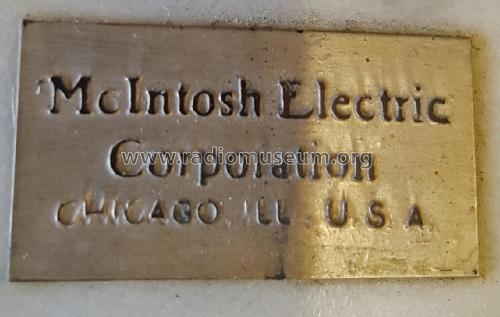 McIntosh Electric
Corporation
www.radiomuseum.org
CHICAGO ILL. U.S.A.